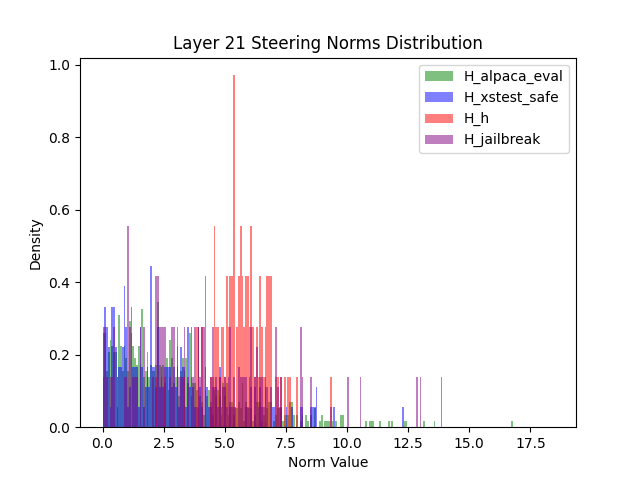 Layer 21 Steering Norms Distribution
H_alpaca_eval
H_xstest_safe
H_h
H_jailbreak
Density
1.0
0.8
0.6
0.4
0.2
0.0
0.0 2.5 5.0 7.5 10.0 12.5 15.0 17.5
Norm Value